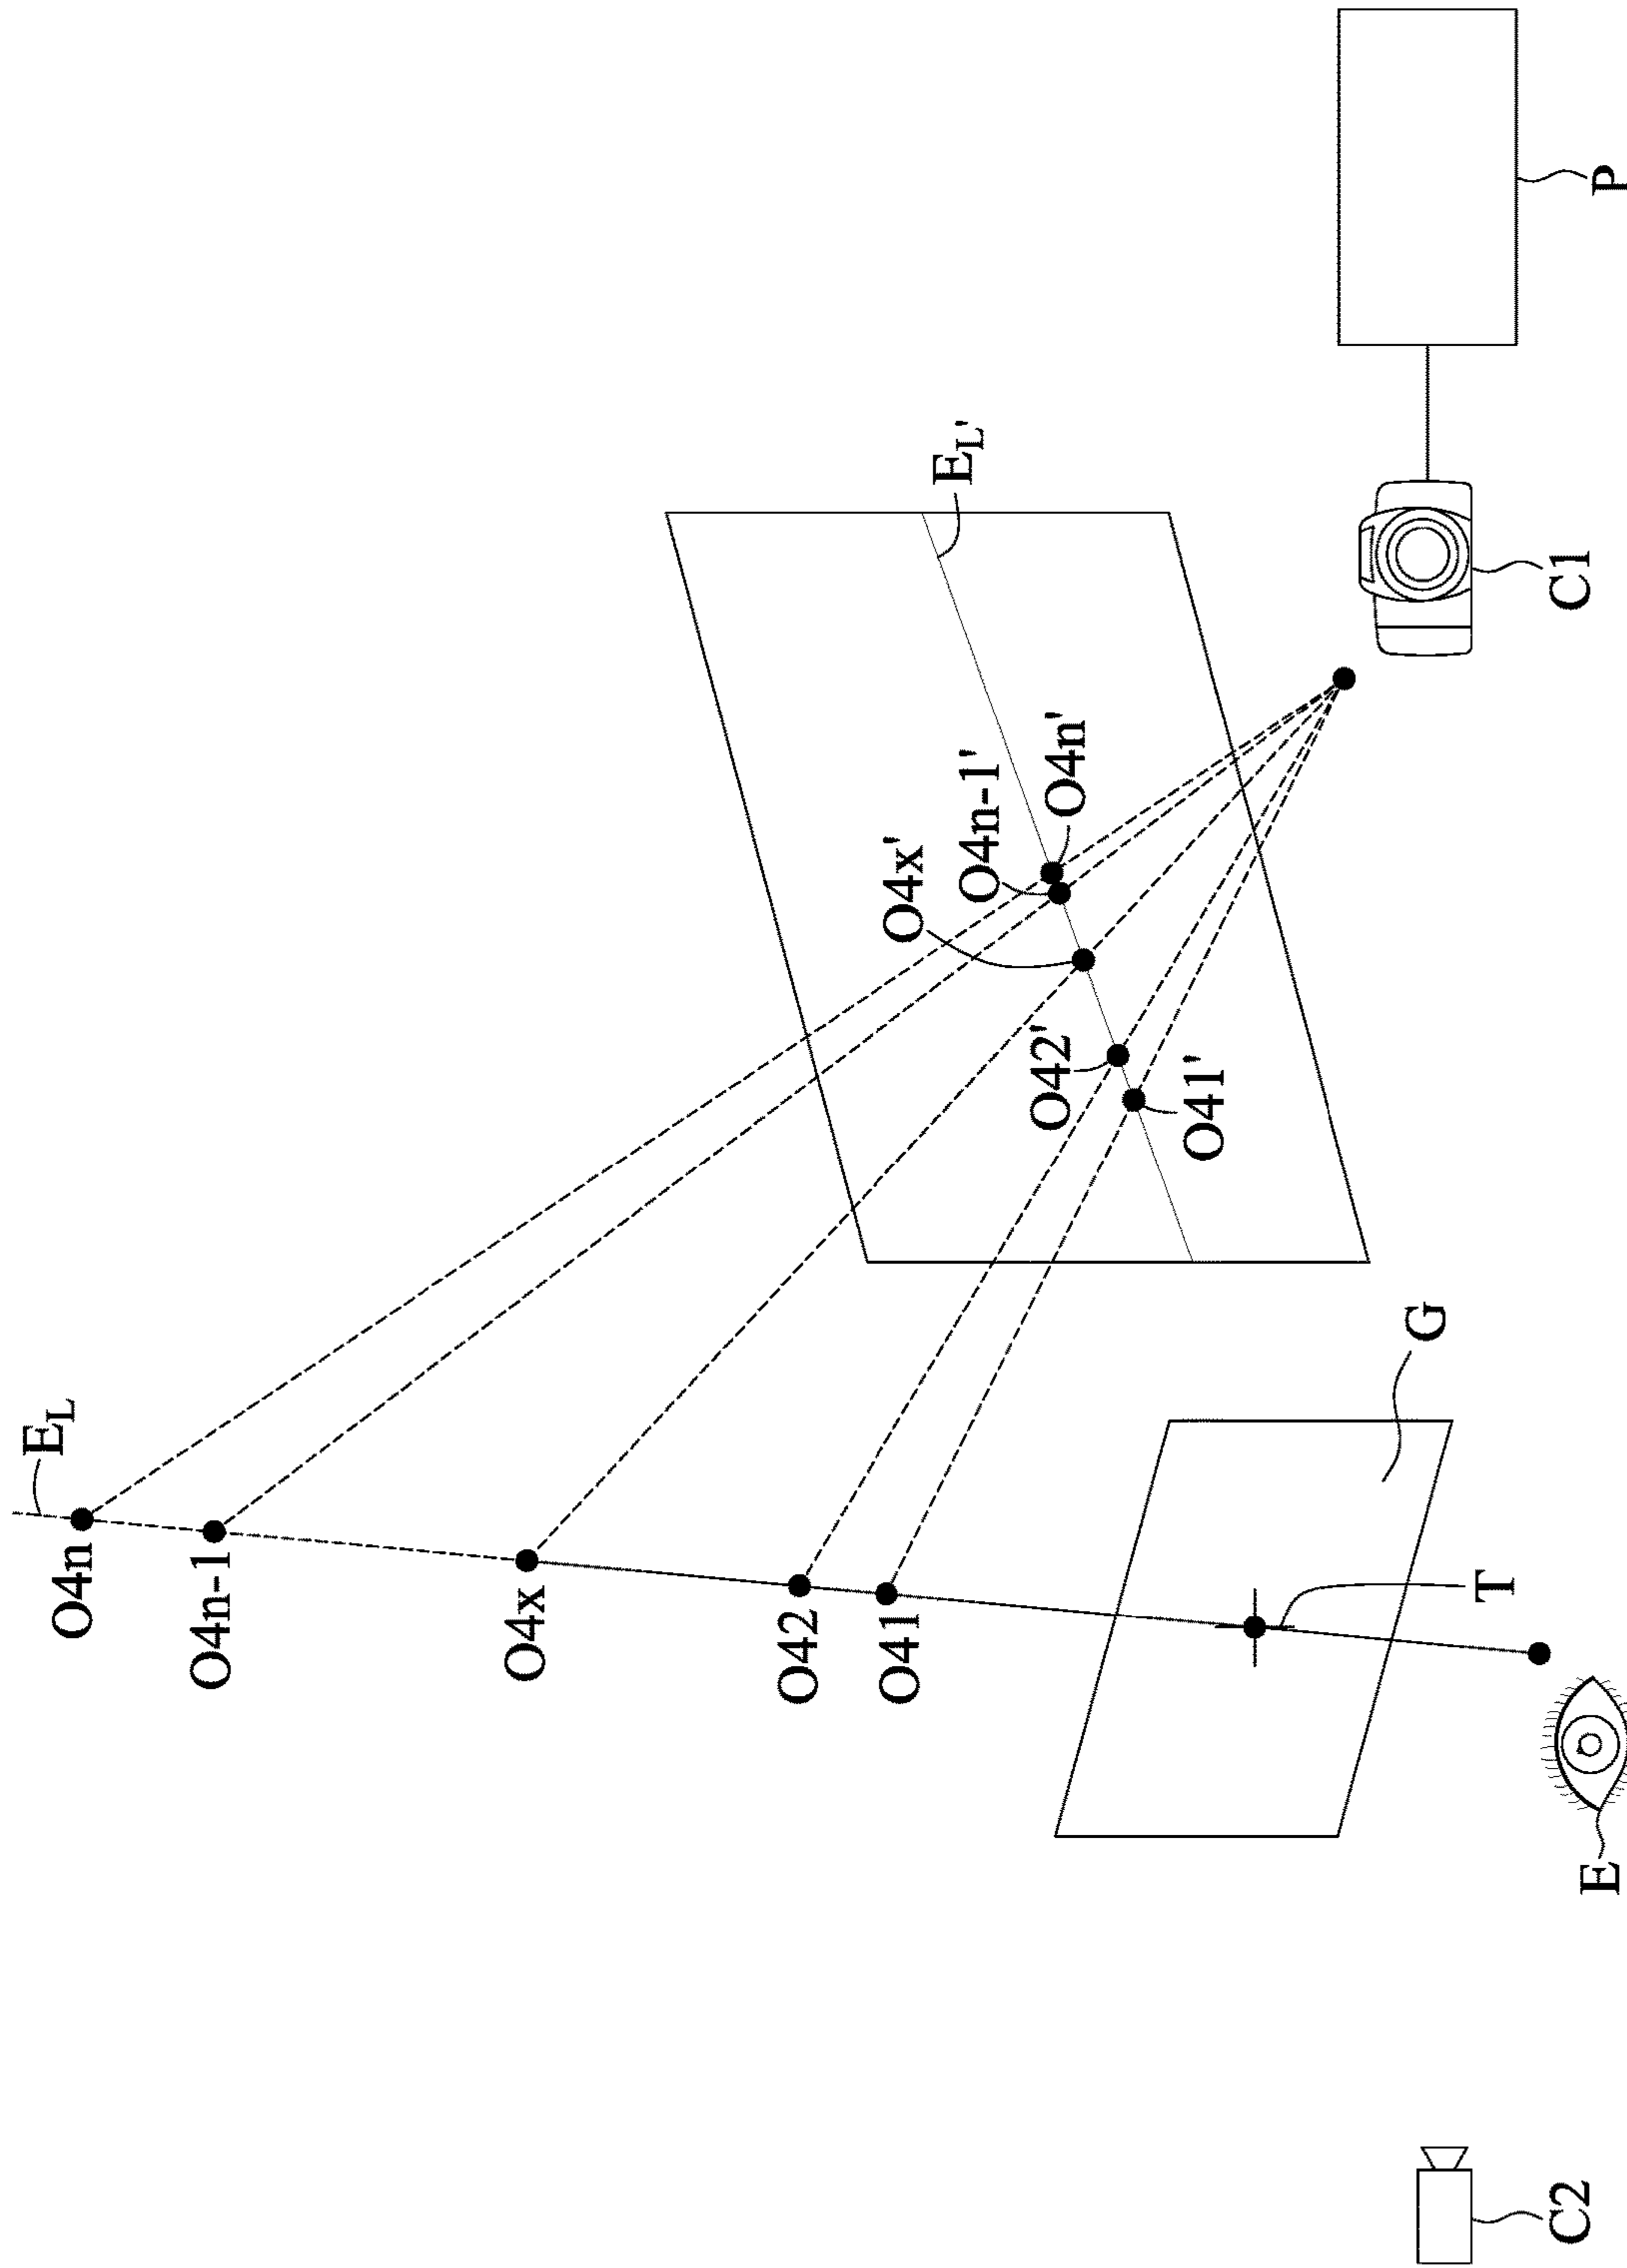 E_L
O4n
O4n-1
O4x
O42
O41
E_L'
O4x'
O4n-1'
O4n'
O42'
O41'
G
T
E
C1
P
C2